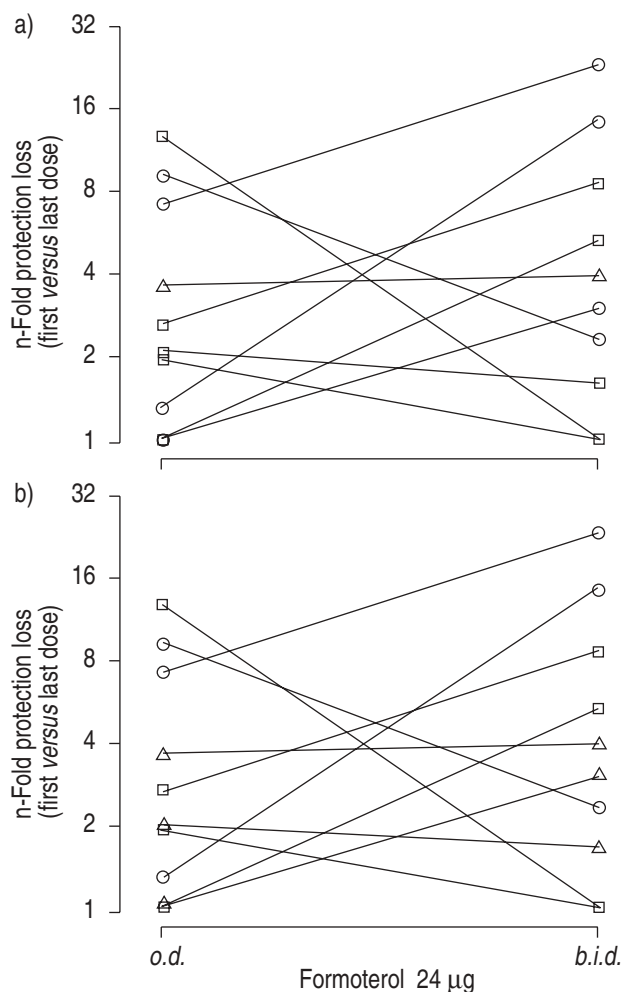 a)
32
16
8
4
2
1
n-Fold protection loss
(first versus last dose)
b)
32
16
8
4
2
1
n-Fold protection loss
(first versus last dose)
o.d.
b.i.d.
Formoterol 24 µg